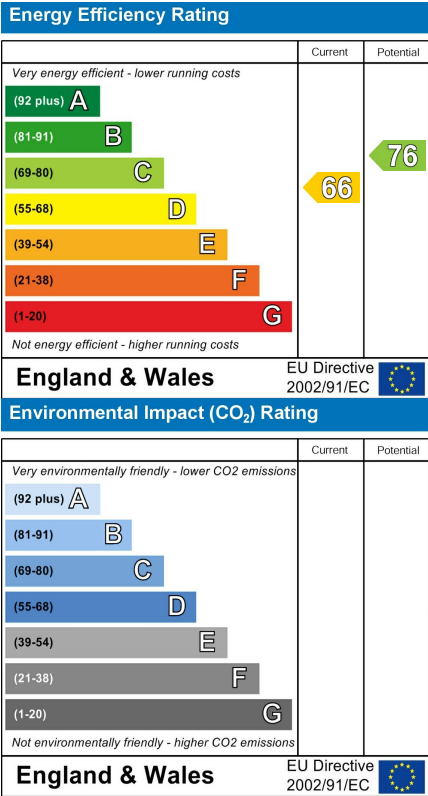 Energy Efficiency Rating
Current Potential
Very energy efficient - lower running costs
(92 plus) A
(81-91) B
(69-80) C
(55-68) D
(39-54) E
(21-38) F
(1-20) G
66
76
Not energy efficient - higher running costs
England & Wales
EU Directive
2002/91/EC
Environmental Impact (CO₂) Rating
Current Potential
Very environmentally friendly - lower CO2 emissions
(92 plus) A
(81-91) B
(69-80) C
(55-68) D
(39-54) E
(21-38) F
(1-20) G
Not environmentally friendly - higher CO2 emissions
England & Wales
EU Directive
2002/91/EC